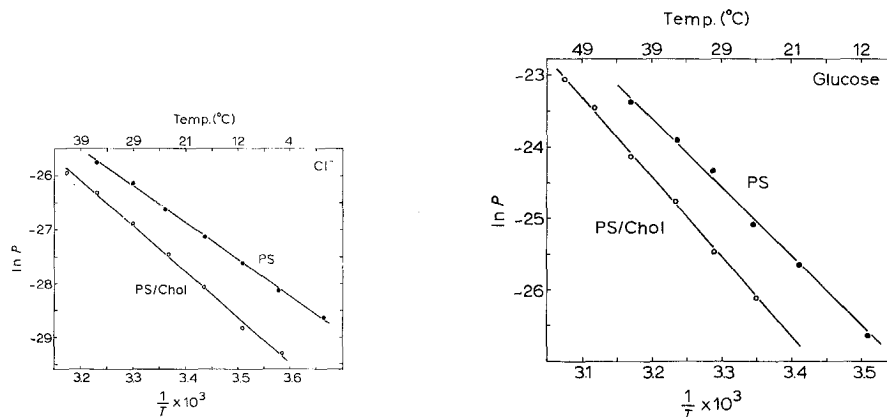 Temp.(°C)
39 29 21 12 4
Cl⁻
-26
-27
-28
-29
ln P
PS
PS/Chol
3.2 3.3 3.4 3.5 3.6
1/T ×10³
Temp.(°C)
49 39 29 21 12
Glucose
-23
-24
-25
-26
ln P
PS
PS/Chol
3.1 3.2 3.3 3.4 3.5
1/T ×10³